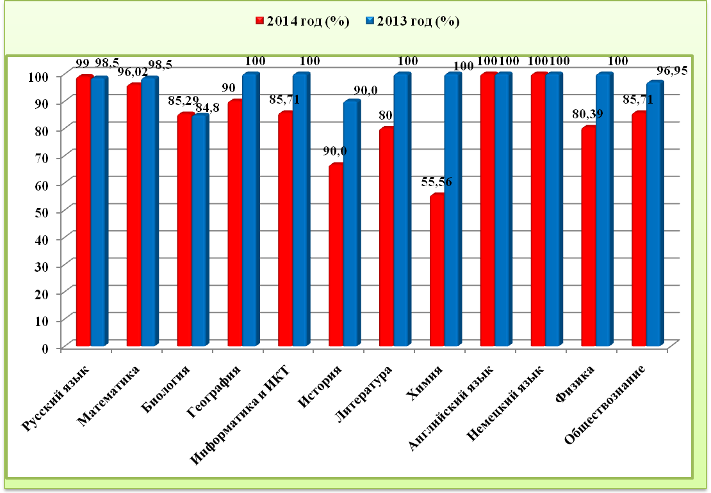 2014 год (%) 2013 год (%)
99 98,5 96,02 98,5 85,29 84,8 90 100 85,71 100 90,0 90,0 80 100 55,56 100 100 100 100 100 80,39 100 85,71 96,95
100
90
80
70
60
50
40
30
20
10
0
Русский язык
Математика
Биология
География
Информатика и ИКТ
История
Литература
Химия
Английский язык
Немецкий язык
Физика
Обществознание